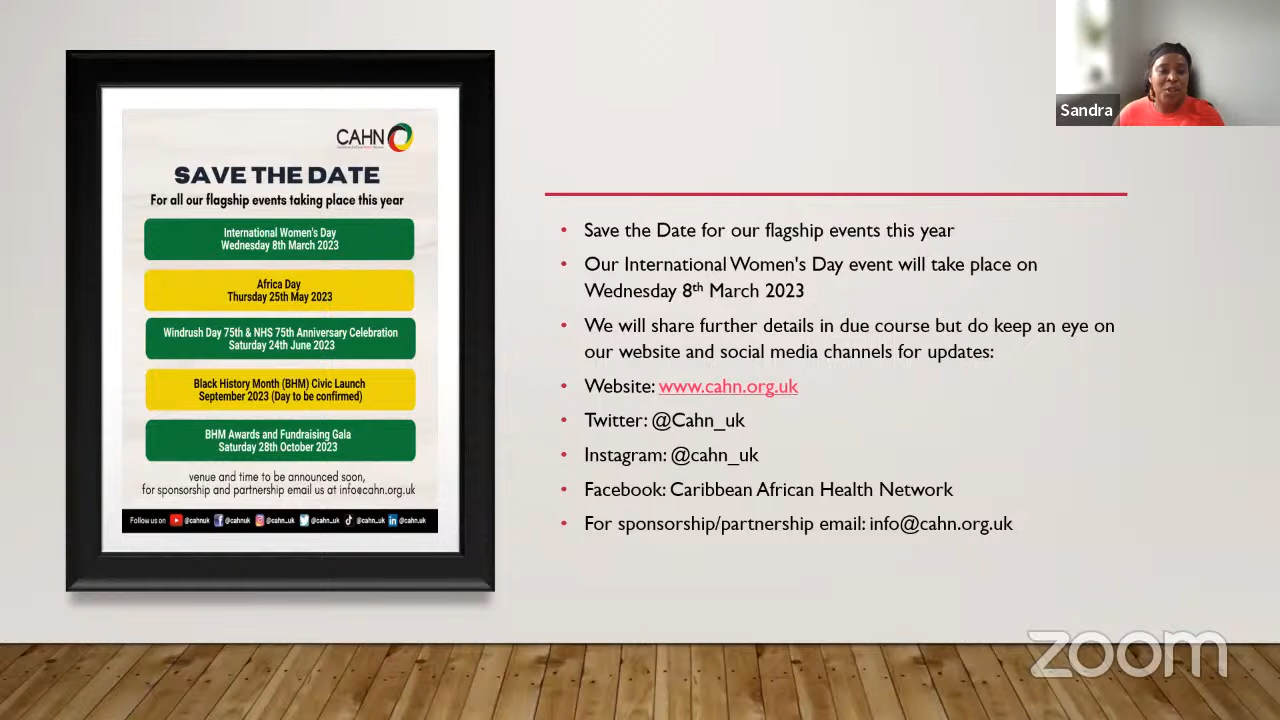 CAHN
SAVE THE DATE
For all our flagship events taking place this year
International Women's Day
Wednesday 8th March 2023
Africa Day
Thursday 25th May 2023
Windrush Day 75th & NHS 75th Anniversary Celebration
Saturday 24th June 2023
Black History Month (BHM) Civic Launch
September 2023 (Day to be confirmed)
BHM Awards and Fundraising Gala
Saturday 28th October 2023
venue and time to be announced soon,
for sponsorship and partnership email us at info@cahn.org.uk
Follow us on @cahnuk @cahnuk @cahn_uk @cahn_uk @cahn_uk @cahn.uk
• Save the Date for our flagship events this year
• Our International Women's Day event will take place on
Wednesday 8th March 2023
• We will share further details in due course but do keep an eye on
our website and social media channels for updates:
• Website: www.cahn.org.uk
• Twitter: @Cahn_uk
• Instagram: @cahn_uk
• Facebook: Caribbean African Health Network
• For sponsorship/partnership email: info@cahn.org.uk
Sandra
zoom